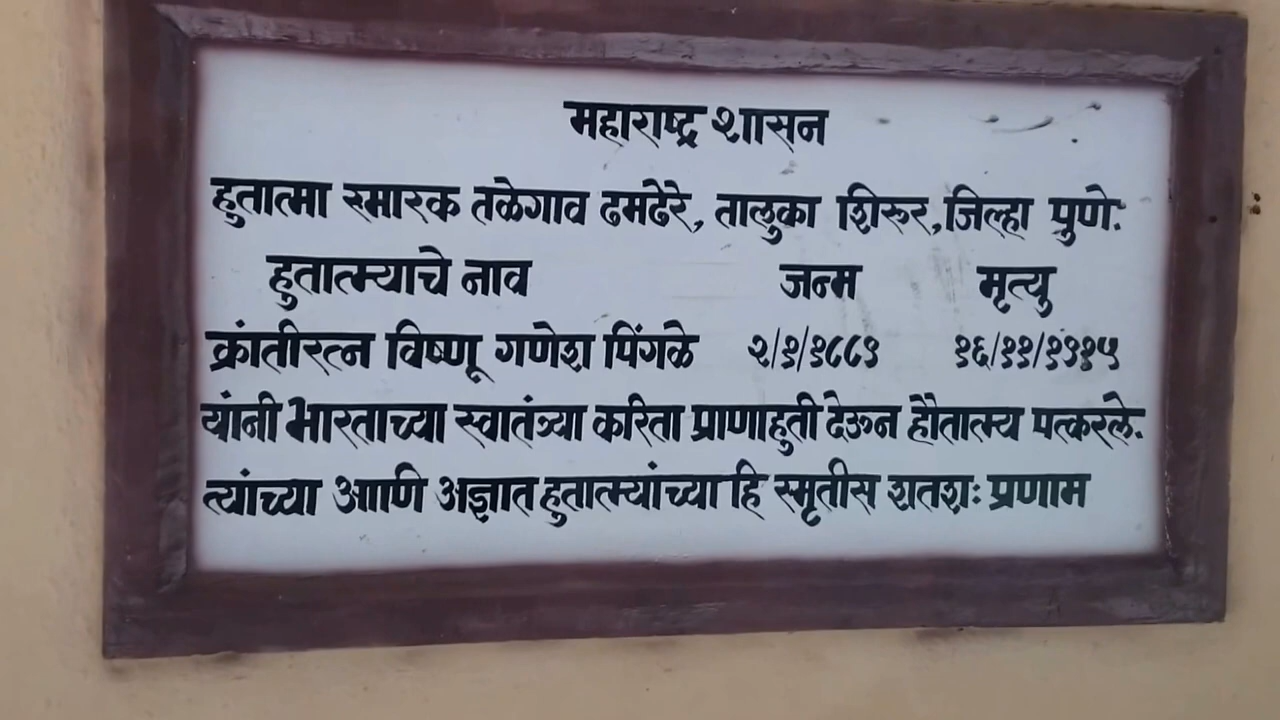 महाराष्ट्र शासन
हुतात्मा स्मारक तळेगाव ढमढेरे, तालुका शिरूर, जिल्हा पुणे.
हुतात्म्याचे नाव जन्म मृत्यु
क्रांतीरत्न विष्णू गणेश पिंगळे २/१/१८८९ १६/११/१९१५
यांनी भारताच्या स्वातंत्र्या करिता प्राणाहुती देऊन हौतात्म्य पत्करले.
त्यांच्या आणि अज्ञात हुतात्म्यांच्या हि स्मृतीस शतशः प्रणाम